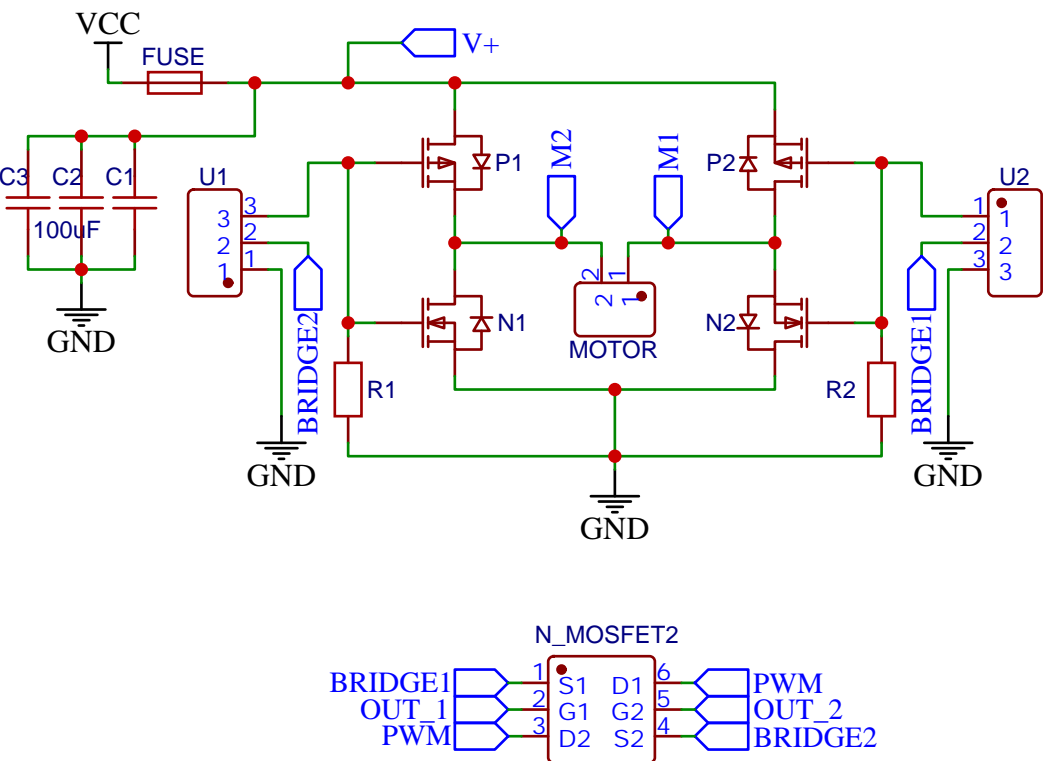 VCC
FUSE
V+
C3 C2 C1
100uF
GND
U1
3 3
2 2
1 1
BRIDGE2
GND
P1
N1
R1
M2
M1
2 1
2 1
MOTOR
P2
N2
R2
GND
U2
1 1
2 2
3 3
BRIDGE1
GND
N_MOSFET2
BRIDGE1 1 S1 D1 6 PWM
OUT_1 2 G1 G2 5 OUT_2
PWM 3 D2 S2 4 BRIDGE2